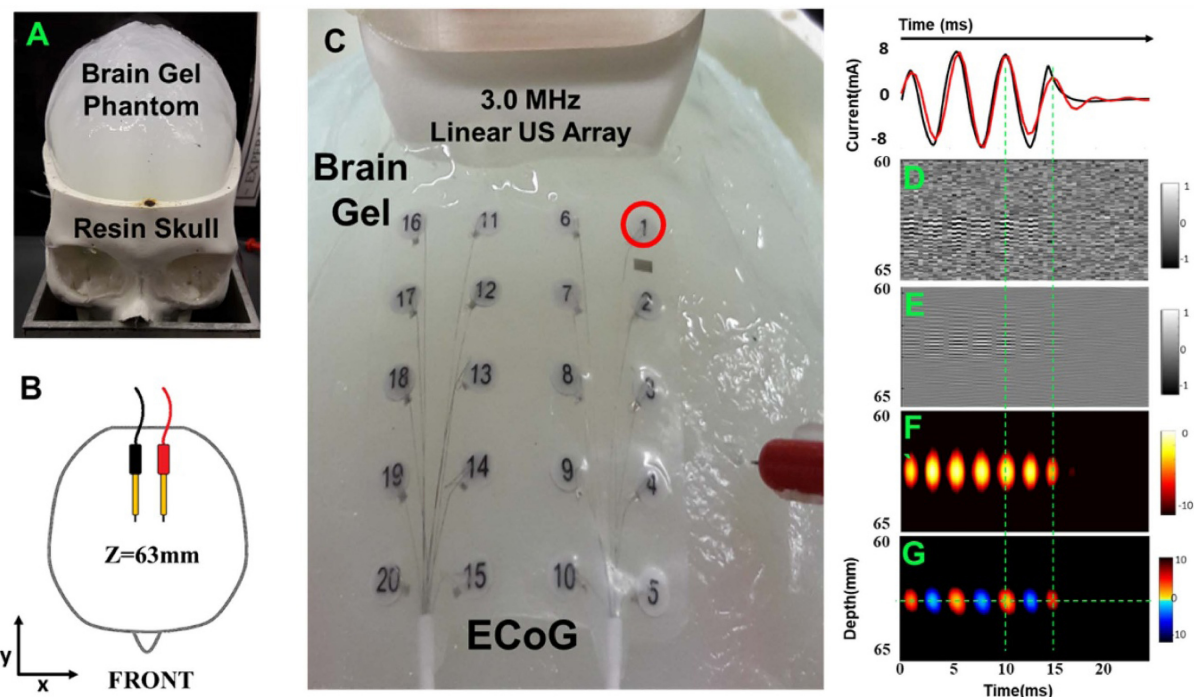 A
Brain Gel
Phantom
Resin Skull
B
Z=63mm
y
x
FRONT
C
3.0 MHz
Linear US Array
Brain
Gel
16 11 6 1
17 12 7 2
18 13 8 3
19 14 9 4
20 15 10 5
ECoG
Time (ms)
Current(mA)
8
0
-8
60
D
65
1
0
-1
60
E
65
1
0
-1
60
F
65
0
-10
60
G
65
Depth(mm)
10
0
10
0 5 10 15 20
Time(ms)